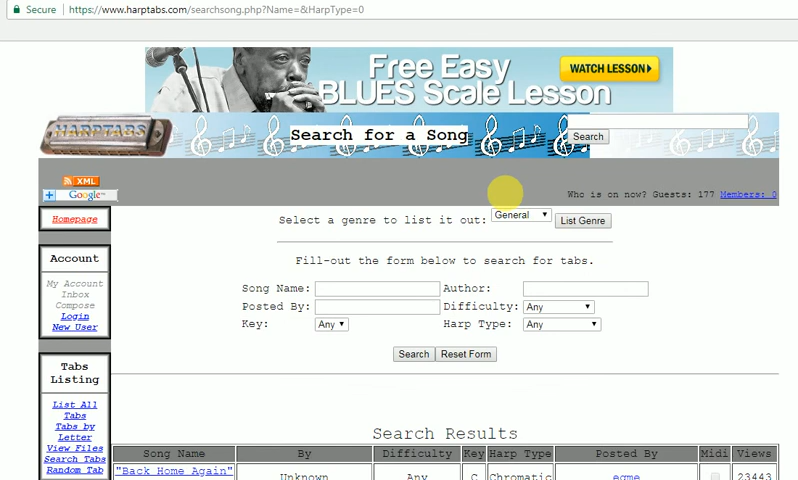 Secure https://www.harptabs.com/searchsong.php?Name=&HarpType=0
Free Easy
BLUES Scale Lesson
WATCH LESSON
HARPTABS
Search for a Song
Search
XML
Google™
Who is on now? Guests: 177 Members: 0
Homepage
Select a genre to list it out: General List Genre
Account
My Account
Inbox
Compose
Login
New User
Fill-out the form below to search for tabs.
Song Name: Author:
Posted By: Difficulty: Any
Key: Any Harp Type: Any
Search Reset Form
Tabs
Listing
List All
Tabs
Tabs by
Letter
View Files
Search Tabs
Random Tab
Search Results
Song Name By Difficulty Key Harp Type Posted By Midi Views
"Back Home Again" Unknown Any C Chromatic egme 23443